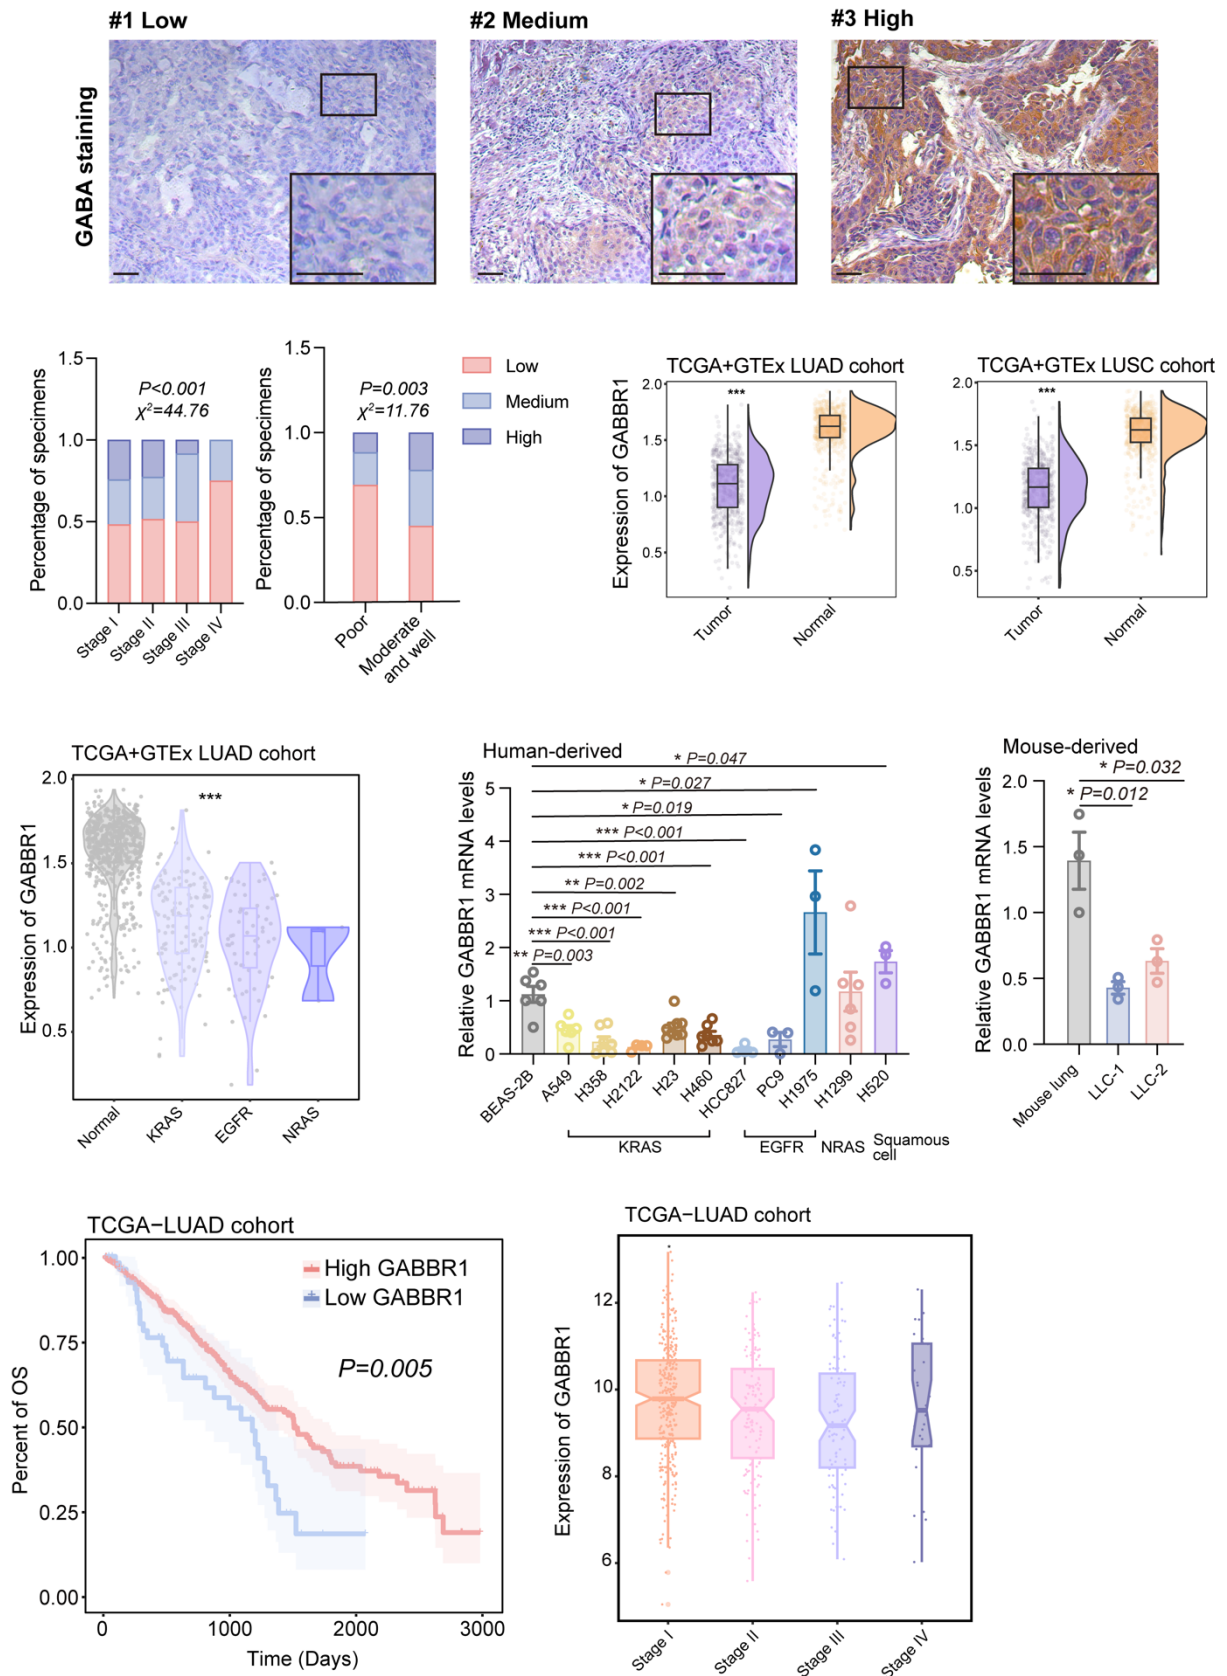 #1 Low
#2 Medium
#3 High
GABA staining
Percentage of specimens
1.5
1.0
0.5
0.0
P<0.001
χ²=44.76
Stage I
Stage II
Stage III
Stage IV
Percentage of specimens
1.5
1.0
0.5
0.0
P=0.003
χ²=11.76
Poor
Moderate
and well
Low
Medium
High
TCGA+GTEx LUAD cohort
Expression of GABBR1
2.0
1.5
1.0
0.5
***
Tumor
Normal
TCGA+GTEx LUSC cohort
2.0
1.5
1.0
0.5
***
Tumor
Normal
TCGA+GTEx LUAD cohort
Expression of GABBR1
2.0
1.5
1.0
0.5
***
Normal
KRAS
EGFR
NRAS
Human-derived
Relative GABBR1 mRNA levels
5
4
3
2
1
0
* P=0.047
* P=0.027
* P=0.019
*** P<0.001
*** P<0.001
** P=0.002
*** P<0.001
*** P<0.001
** P=0.003
BEAS-2B
A549
H358
H2122
H23
H460
HCC827
PC9
H1975
H1299
H520
KRAS
EGFR
NRAS
Squamous
cell
Mouse-derived
Relative GABBR1 mRNA levels
2.0
1.5
1.0
0.5
0.0
* P=0.032
* P=0.012
Mouse lung
LLC-1
LLC-2
TCGA−LUAD cohort
Percent of OS
1.00
0.75
0.50
0.25
0.00
High GABBR1
Low GABBR1
P=0.005
0
1000
2000
3000
Time (Days)
TCGA−LUAD cohort
Expression of GABBR1
12
10
8
6
Stage I
Stage II
Stage III
Stage IV